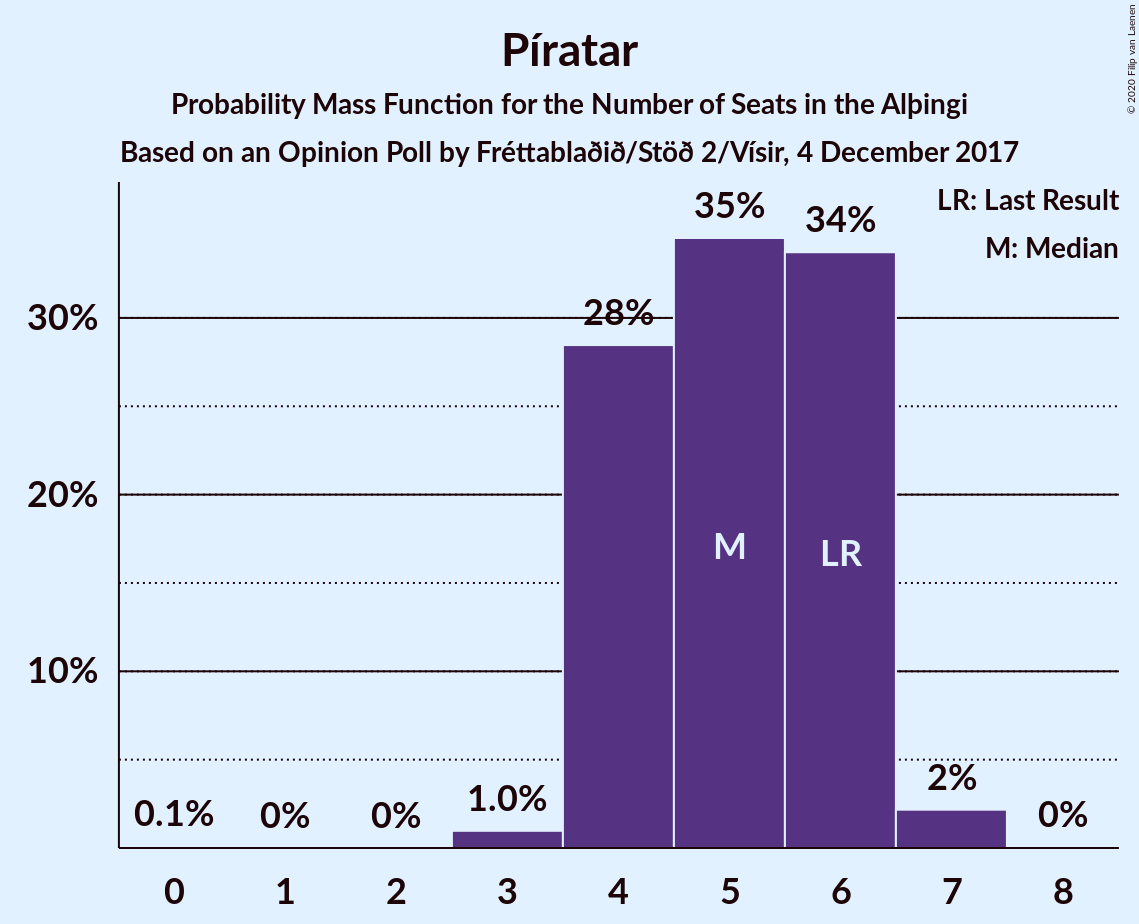 Píratar
Probability Mass Function for the Number of Seats in the Alþingi
Based on an Opinion Poll by Fréttablaðið/Stöð 2/Vísir, 4 December 2017
© 2020 Filip van Laenen
LR: Last Result
M: Median
35%
34%
28%
30%
20%
10%
M
LR
0.1%
0%
0%
1.0%
2%
0%
0 1 2 3 4 5 6 7 8